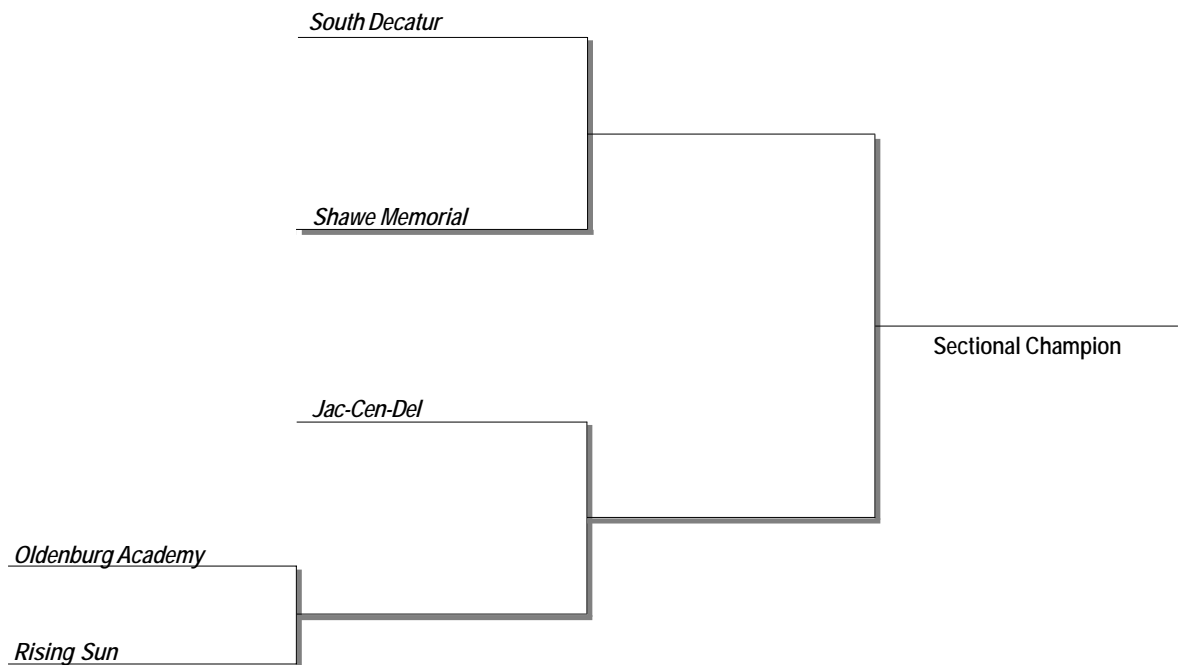 South Decatur
Shawe Memorial
Sectional Champion
Jac-Cen-Del
Oldenburg Academy
Rising Sun